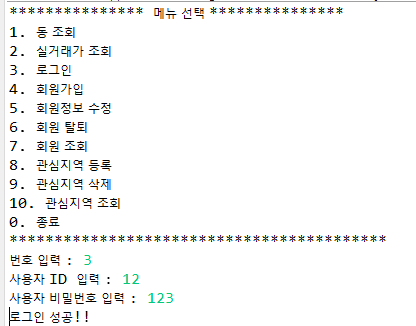 *************** 메뉴 선택 ***************
1. 동 조회
2. 실거래가 조회
3. 로그인
4. 회원가입
5. 회원정보 수정
6. 회원 탈퇴
7. 회원 조회
8. 관심지역 등록
9. 관심지역 삭제
10. 관심지역 조회
0. 종료
******************************************
번호 입력 : 3
사용자 ID 입력 : 12
사용자 비밀번호 입력 : 123
로그인 성공!!